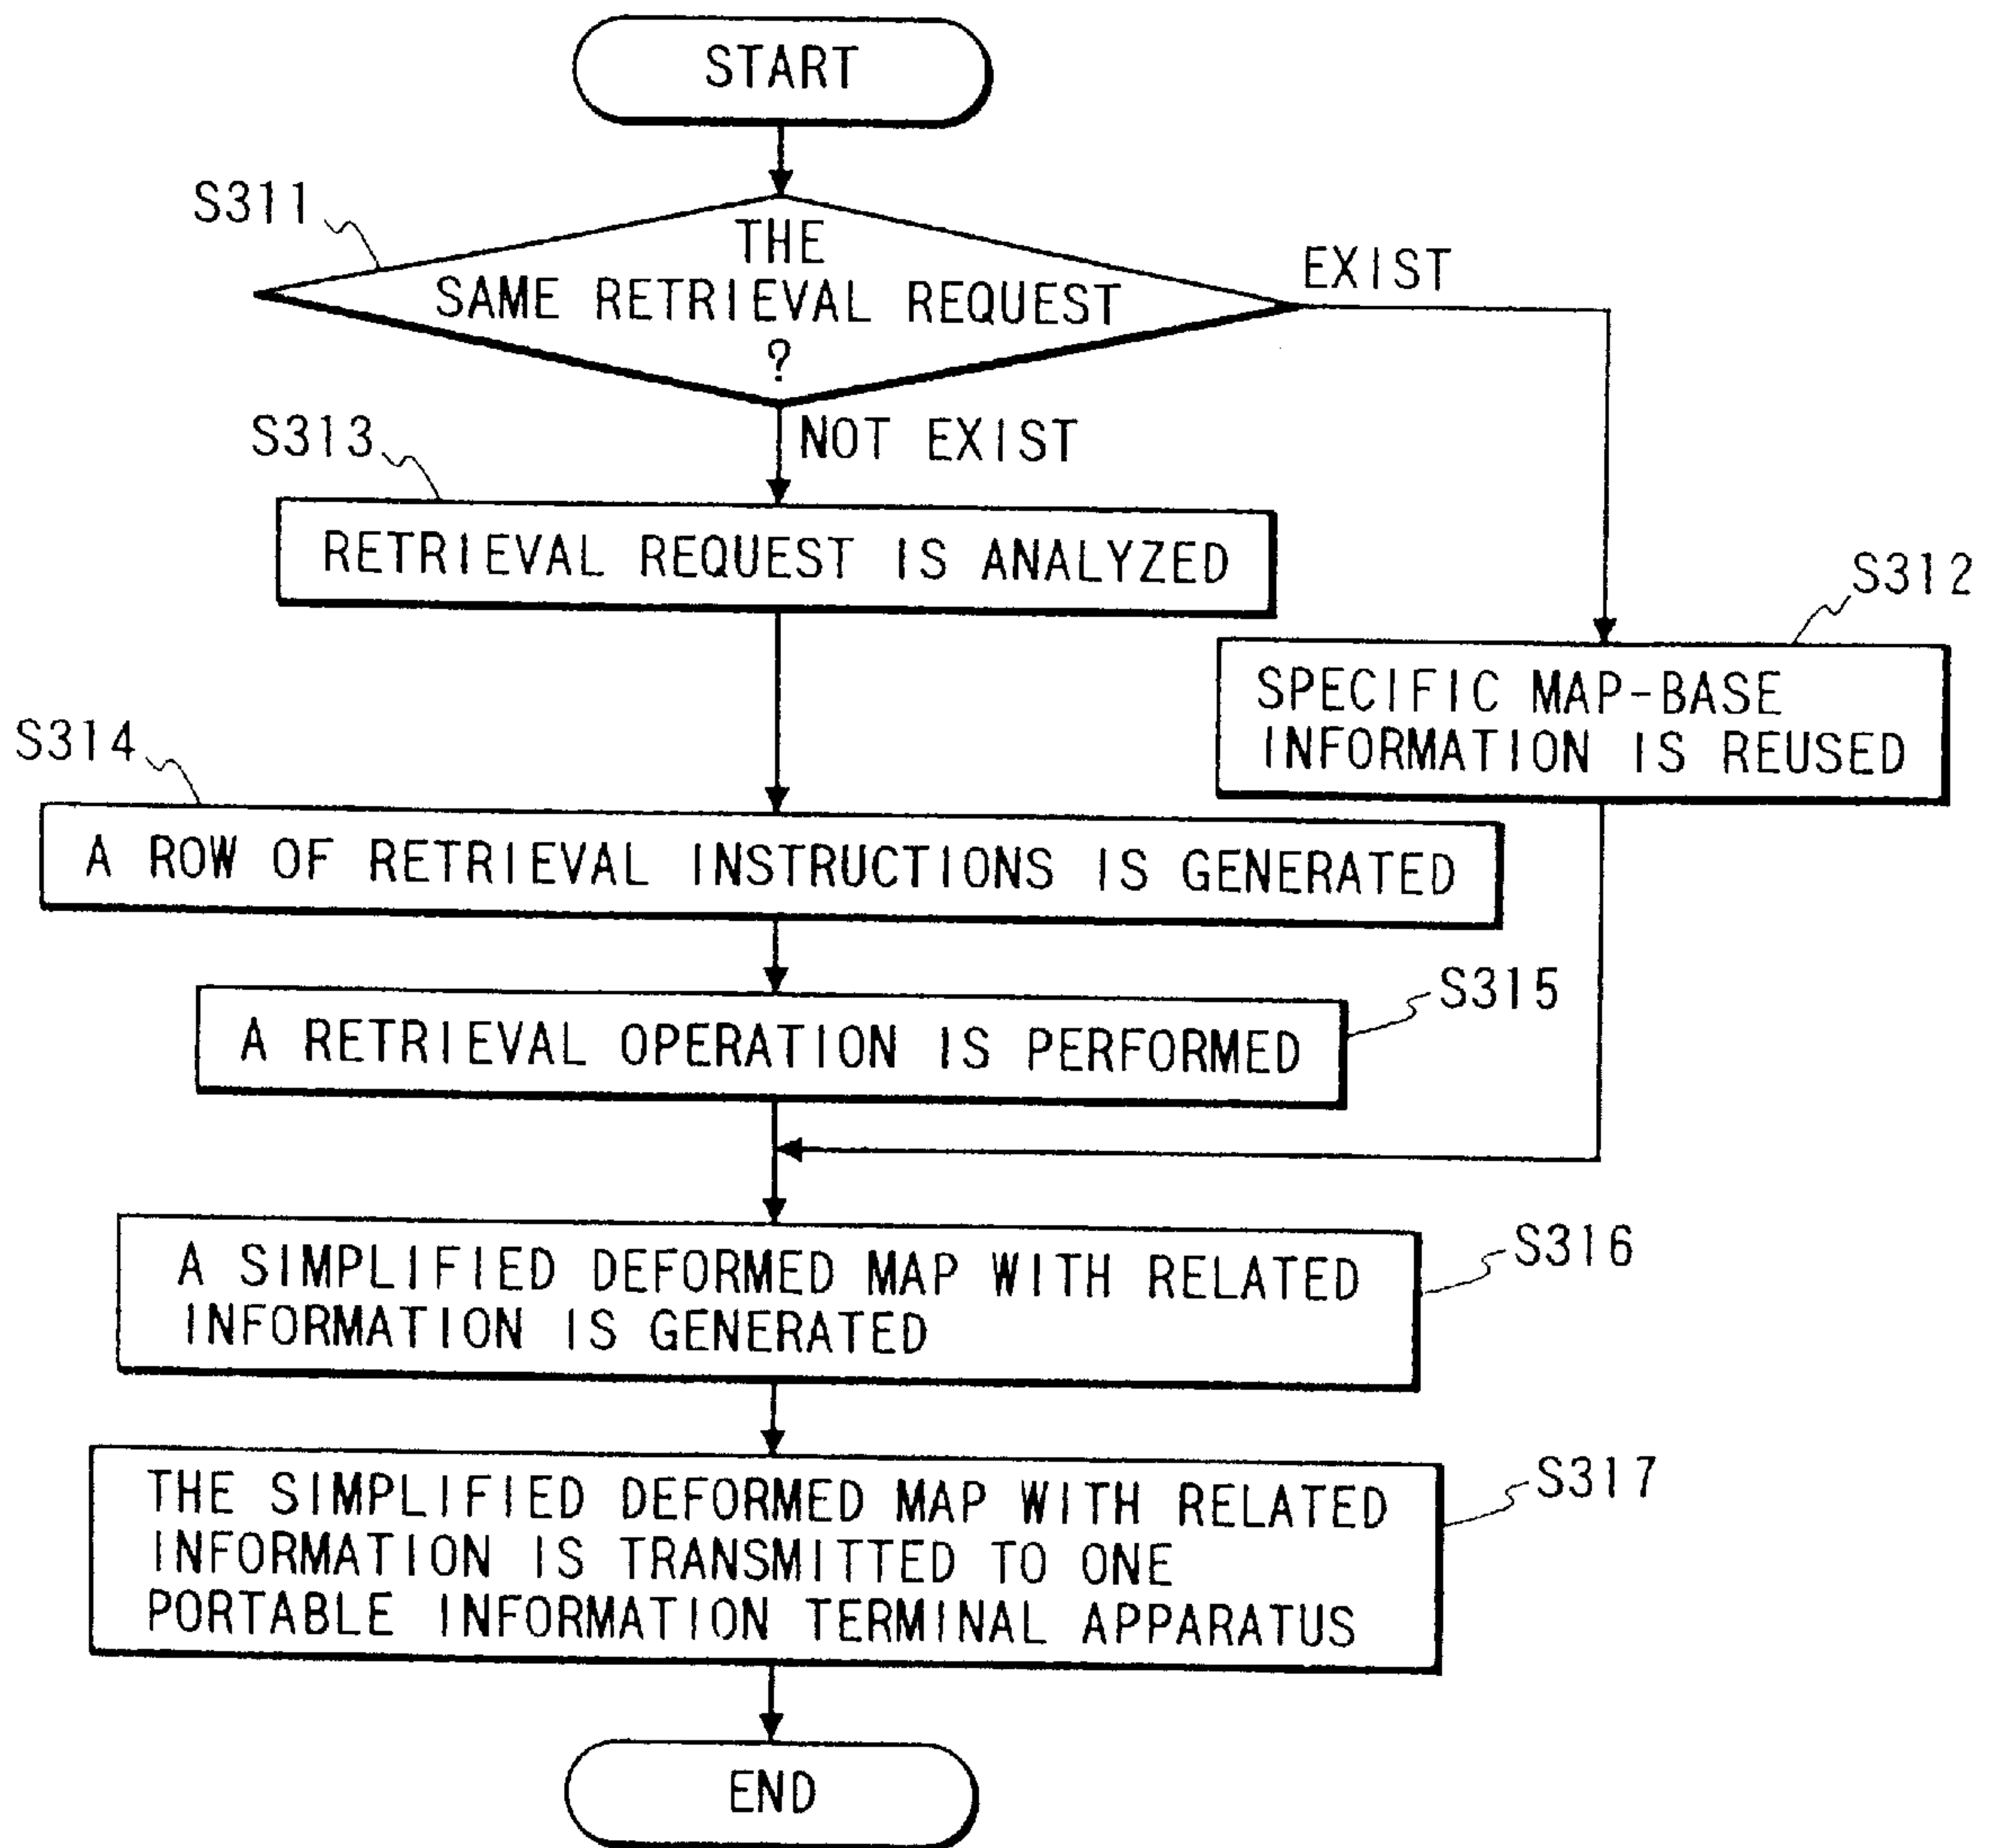 START
S311
THE
SAME RETRIEVAL REQUEST
?
EXIST
NOT EXIST
S313
RETRIEVAL REQUEST IS ANALYZED
S312
SPECIFIC MAP-BASE
INFORMATION IS REUSED
S314
A ROW OF RETRIEVAL INSTRUCTIONS IS GENERATED
S315
A RETRIEVAL OPERATION IS PERFORMED
S316
A SIMPLIFIED DEFORMED MAP WITH RELATED
INFORMATION IS GENERATED
S317
THE SIMPLIFIED DEFORMED MAP WITH RELATED
INFORMATION IS TRANSMITTED TO ONE
PORTABLE INFORMATION TERMINAL APPARATUS
END